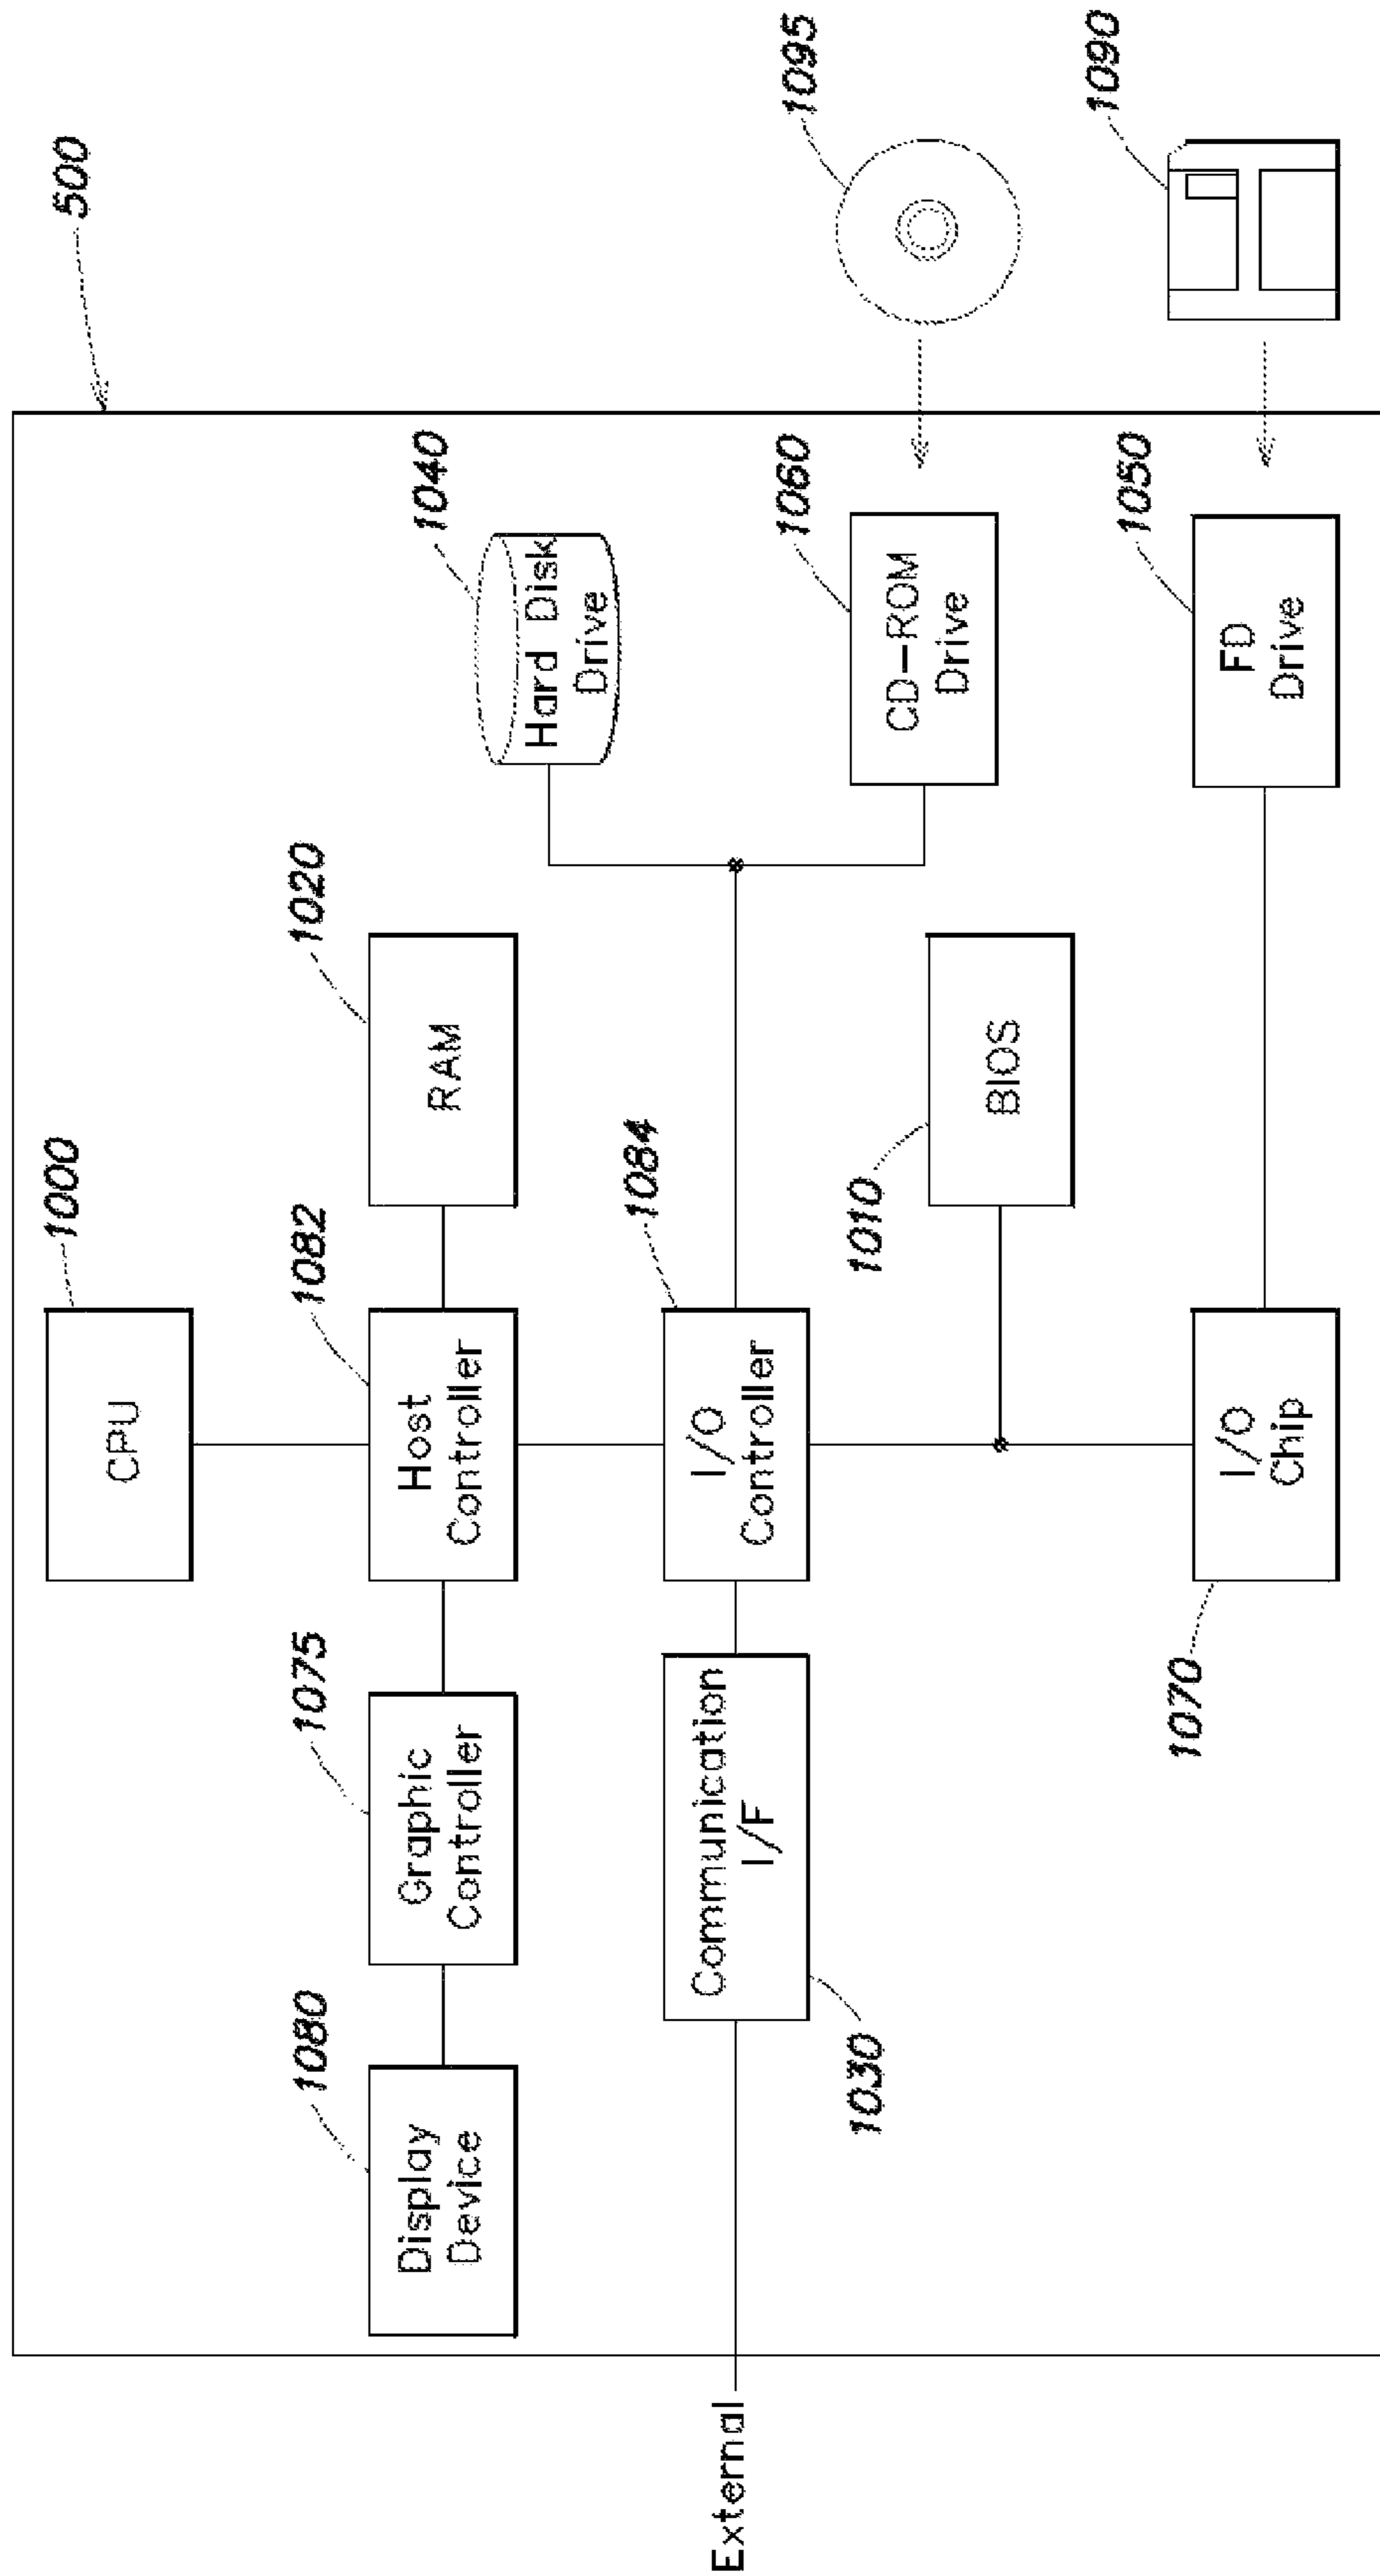 500
1000
CPU
1080
1075
1082
1020
Display
Device
Graphic
Controller
Host
Controller
RAM
1040
Hard Disk
Drive
1084
External
Communication
I/F
I/O
Controller
1030
1010
BIOS
1060
CD-ROM
Drive
1095
1070
I/O
Chip
1050
FD
Drive
1090